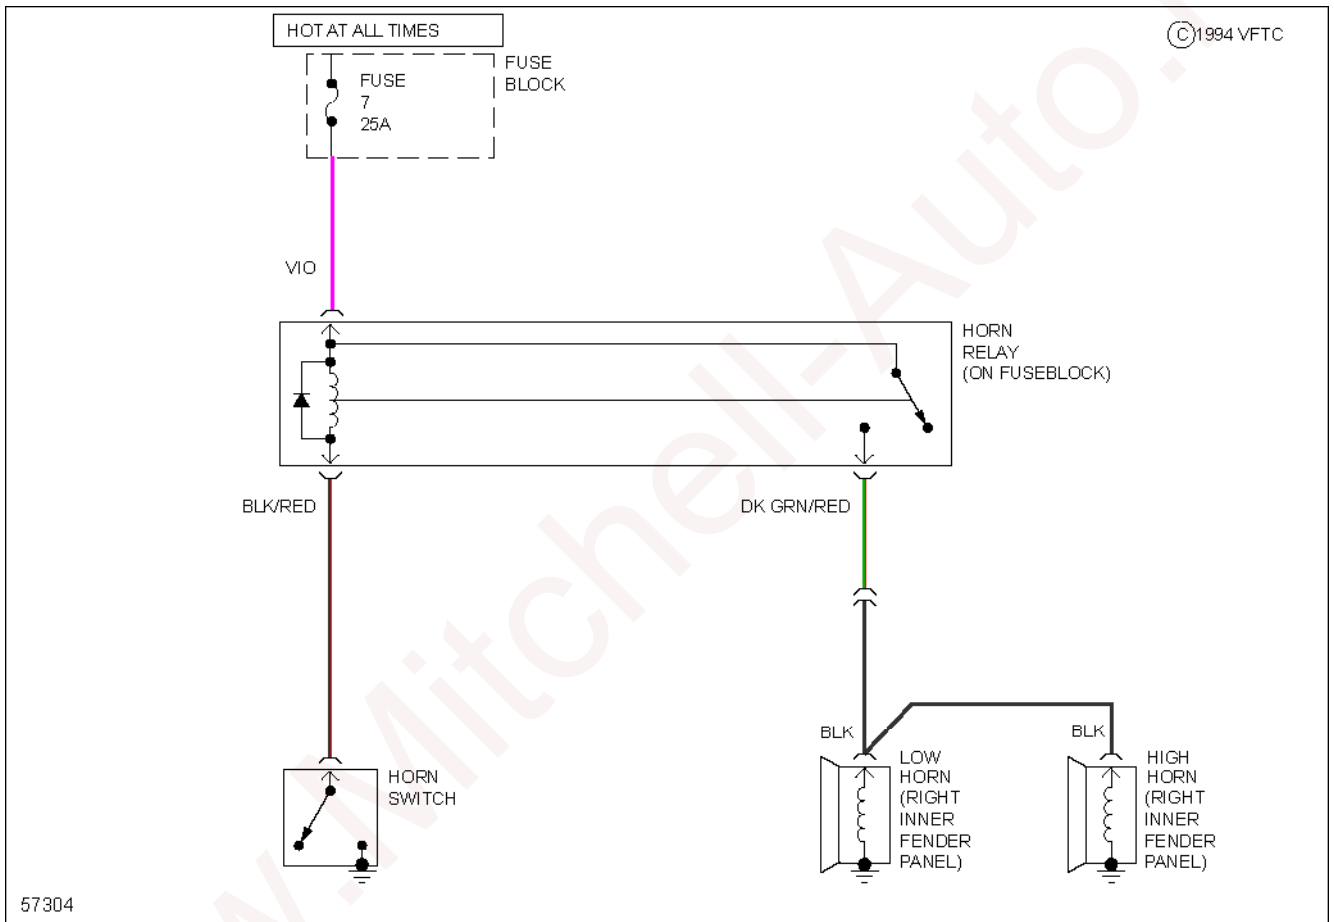 HOT AT ALL TIMES
Ⓒ1994 VFTC
FUSE
BLOCK
FUSE
7
25A
VIO
HORN
RELAY
(ON FUSEBLOCK)
BLK/RED
DK GRN/RED
HORN
SWITCH
BLK
LOW
HORN
(RIGHT
INNER
FENDER
PANEL)
BLK
HIGH
HORN
(RIGHT
INNER
FENDER
PANEL)
57304
w.Mitchell-Auto.